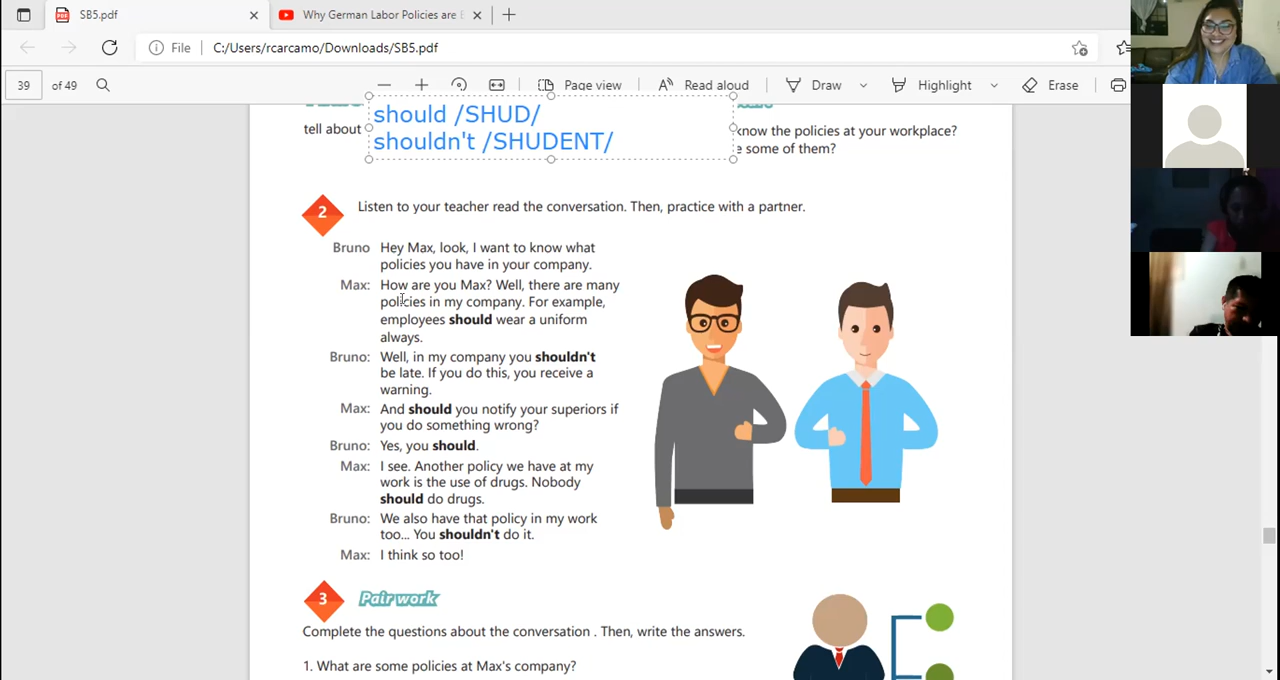 SB5.pdf
Why German Labor Policies are
File C:/Users/rcarcamo/Downloads/SB5.pdf
39 of 49 Page view Read aloud Draw Highlight Erase
should /SHUD/
shouldn't /SHUDENT/
tell about
know the policies at your workplace?
some of them?
2 Listen to your teacher read the conversation. Then, practice with a partner.
Bruno Hey Max, look, I want to know what
policies you have in your company.
Max: How are you Max? Well, there are many
policies in my company. For example,
employees should wear a uniform
always.
Bruno: Well, in my company you shouldn't
be late. If you do this, you receive a
warning.
Max: And should you notify your superiors if
you do something wrong?
Bruno: Yes, you should.
Max: I see. Another policy we have at my
work is the use of drugs. Nobody
should do drugs.
Bruno: We also have that policy in my work
too... You shouldn't do it.
Max: I think so too!
3 Pair work
Complete the questions about the conversation . Then, write the answers.
1. What are some policies at Max's company?